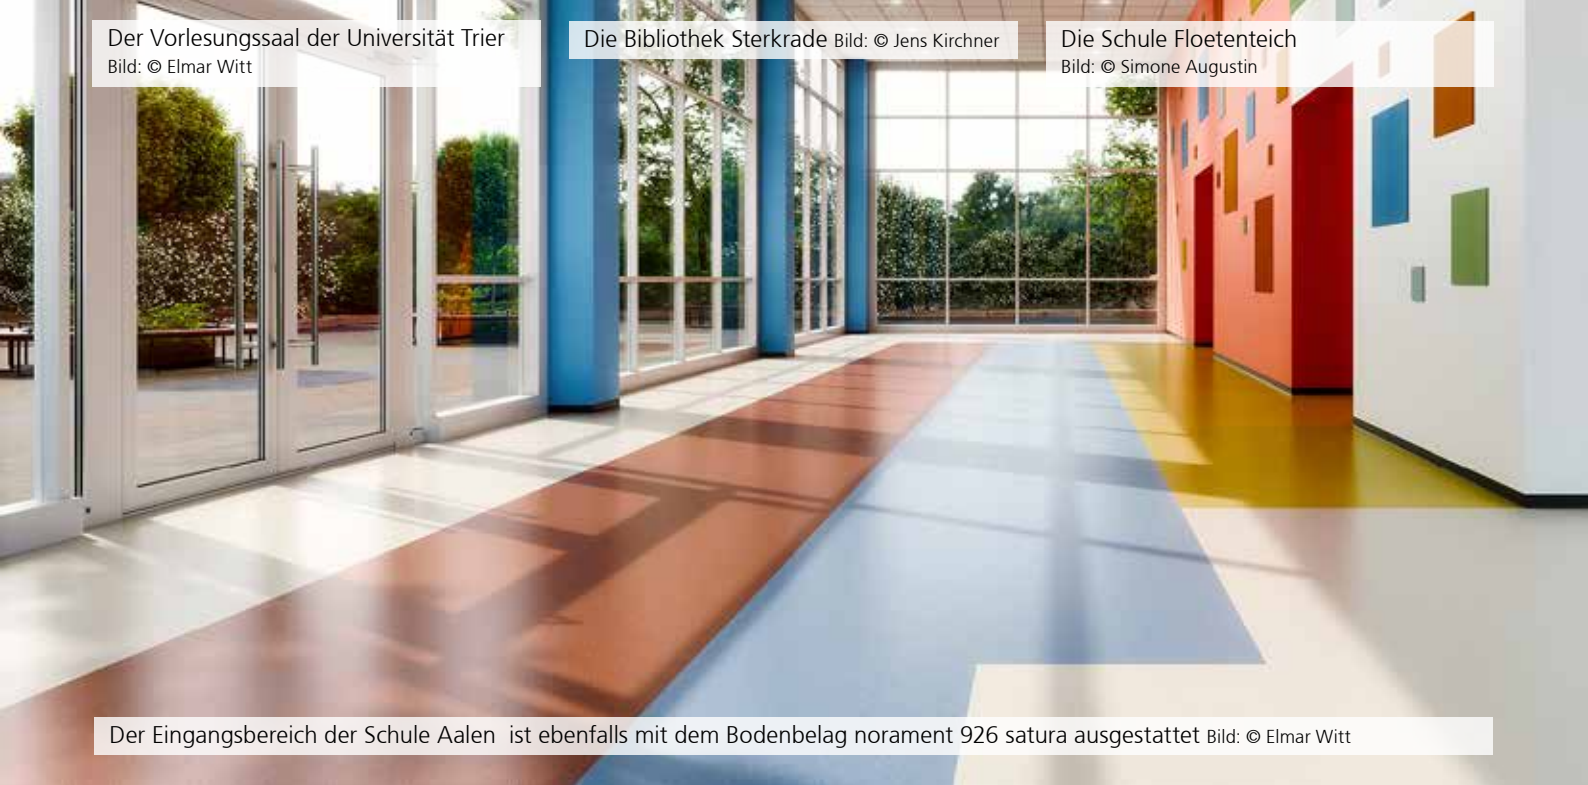 Der Vorlesungssaal der Universität Trier
Bild: © Elmar Witt
Die Bibliothek Sterkrade Bild: © Jens Kirchner
Die Schule Floetenteich
Bild: © Simone Augustin
Der Eingangsbereich der Schule Aalen  ist ebenfalls mit dem Bodenbelag norament 926 satura ausgestattet Bild: © Elmar Witt